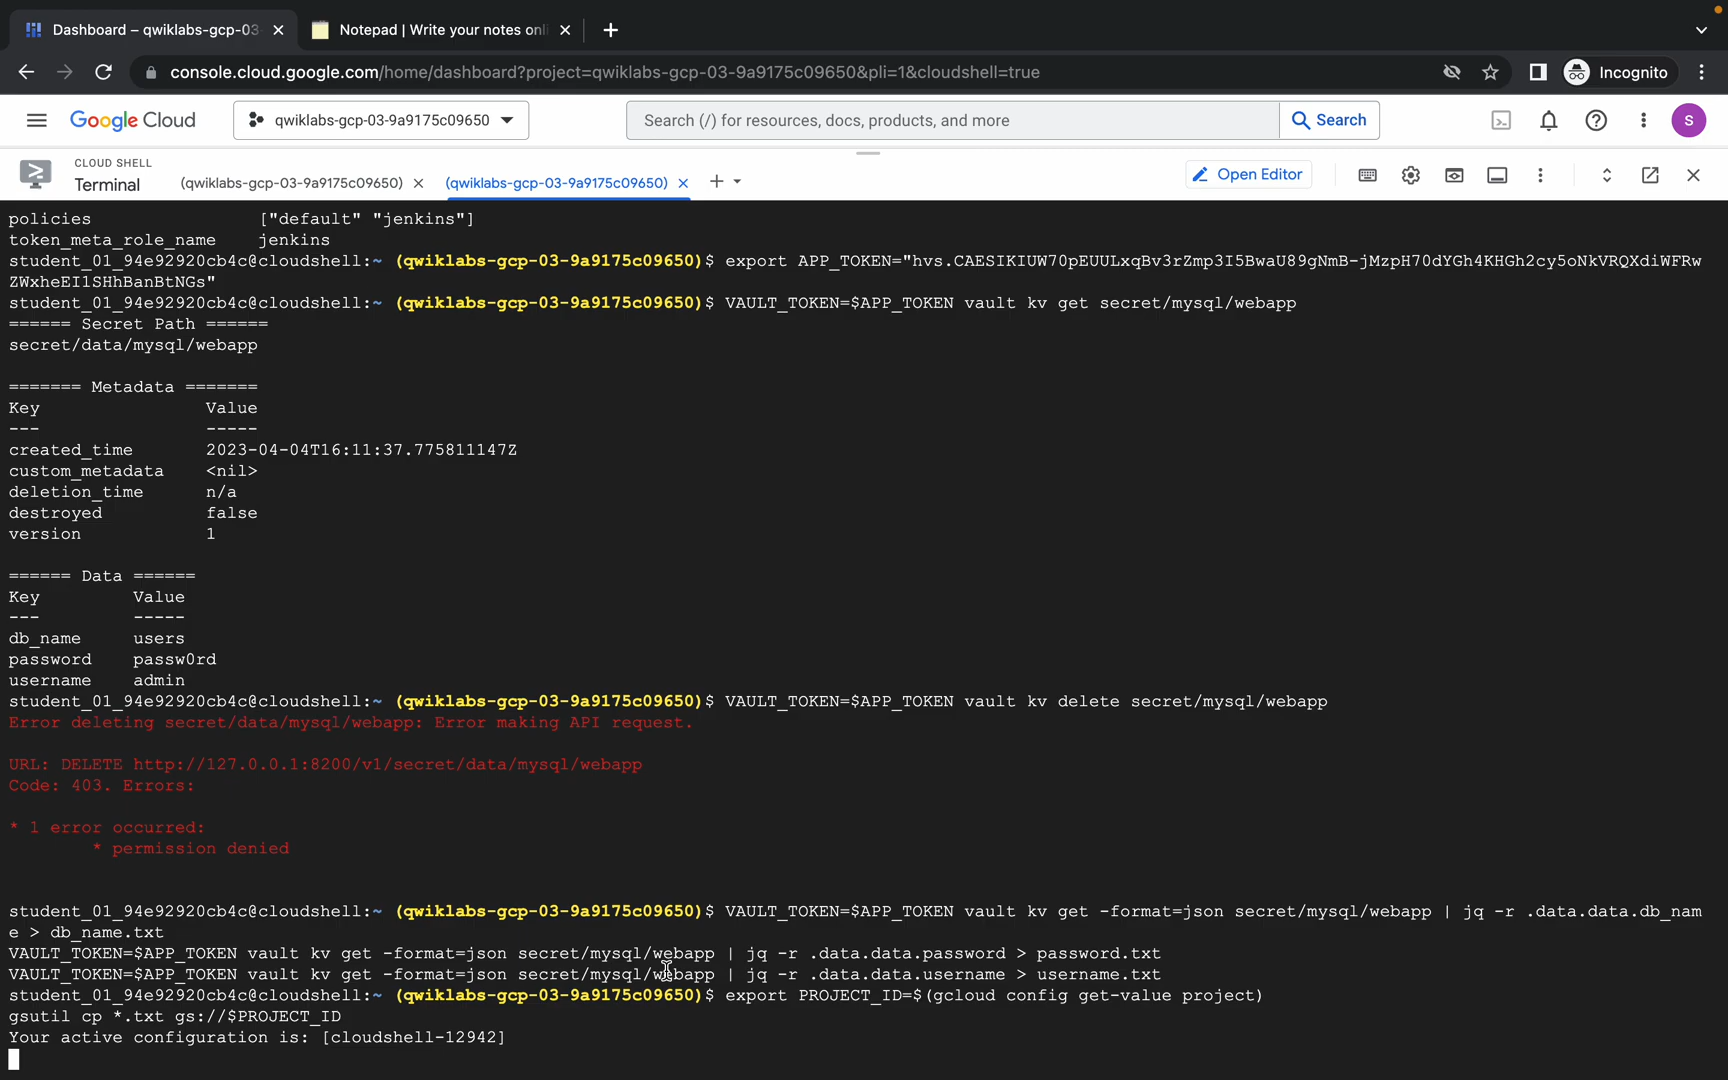 Dashboard – qwiklabs-gcp-03-
Notepad | Write your notes onli
console.cloud.google.com/home/dashboard?project=qwiklabs-gcp-03-9a9175c09650&pli=1&cloudshell=true
Incognito
Google Cloud
qwiklabs-gcp-03-9a9175c09650
Search (/) for resources, docs, products, and more
Search
S
CLOUD SHELL
Terminal
(qwiklabs-gcp-03-9a9175c09650)
(qwiklabs-gcp-03-9a9175c09650)
Open Editor
policies ["default" "jenkins"]
token_meta_role_name jenkins
student_01_94e92920cb4c@cloudshell:~ (qwiklabs-gcp-03-9a9175c09650)$ export APP_TOKEN="hvs.CAESIKIUW70pEUULxqBv3rZmp3I5BwaU89gNmB-jMzpH70dYGh4KHGh2cy5oNkVRQXdiWFRw
ZWxheEI1SHhBanBtNGs"
student_01_94e92920cb4c@cloudshell:~ (qwiklabs-gcp-03-9a9175c09650)$ VAULT_TOKEN=$APP_TOKEN vault kv get secret/mysql/webapp
====== Secret Path ======
secret/data/mysql/webapp
======= Metadata =======
Key Value
--- -----
created_time 2023-04-04T16:11:37.775811147Z
custom_metadata <nil>
deletion_time n/a
destroyed false
version 1
====== Data ======
Key Value
--- -----
db_name users
password passw0rd
username admin
student_01_94e92920cb4c@cloudshell:~ (qwiklabs-gcp-03-9a9175c09650)$ VAULT_TOKEN=$APP_TOKEN vault kv delete secret/mysql/webapp
Error deleting secret/data/mysql/webapp: Error making API request.
URL: DELETE http://127.0.0.1:8200/v1/secret/data/mysql/webapp
Code: 403. Errors:
* 1 error occurred:
* permission denied
student_01_94e92920cb4c@cloudshell:~ (qwiklabs-gcp-03-9a9175c09650)$ VAULT_TOKEN=$APP_TOKEN vault kv get -format=json secret/mysql/webapp | jq -r .data.data.db_nam
e > db_name.txt
VAULT_TOKEN=$APP_TOKEN vault kv get -format=json secret/mysql/webapp | jq -r .data.data.password > password.txt
VAULT_TOKEN=$APP_TOKEN vault kv get -format=json secret/mysql/webapp | jq -r .data.data.username > username.txt
student_01_94e92920cb4c@cloudshell:~ (qwiklabs-gcp-03-9a9175c09650)$ export PROJECT_ID=$(gcloud config get-value project)
gsutil cp *.txt gs://$PROJECT_ID
Your active configuration is: [cloudshell-12942]